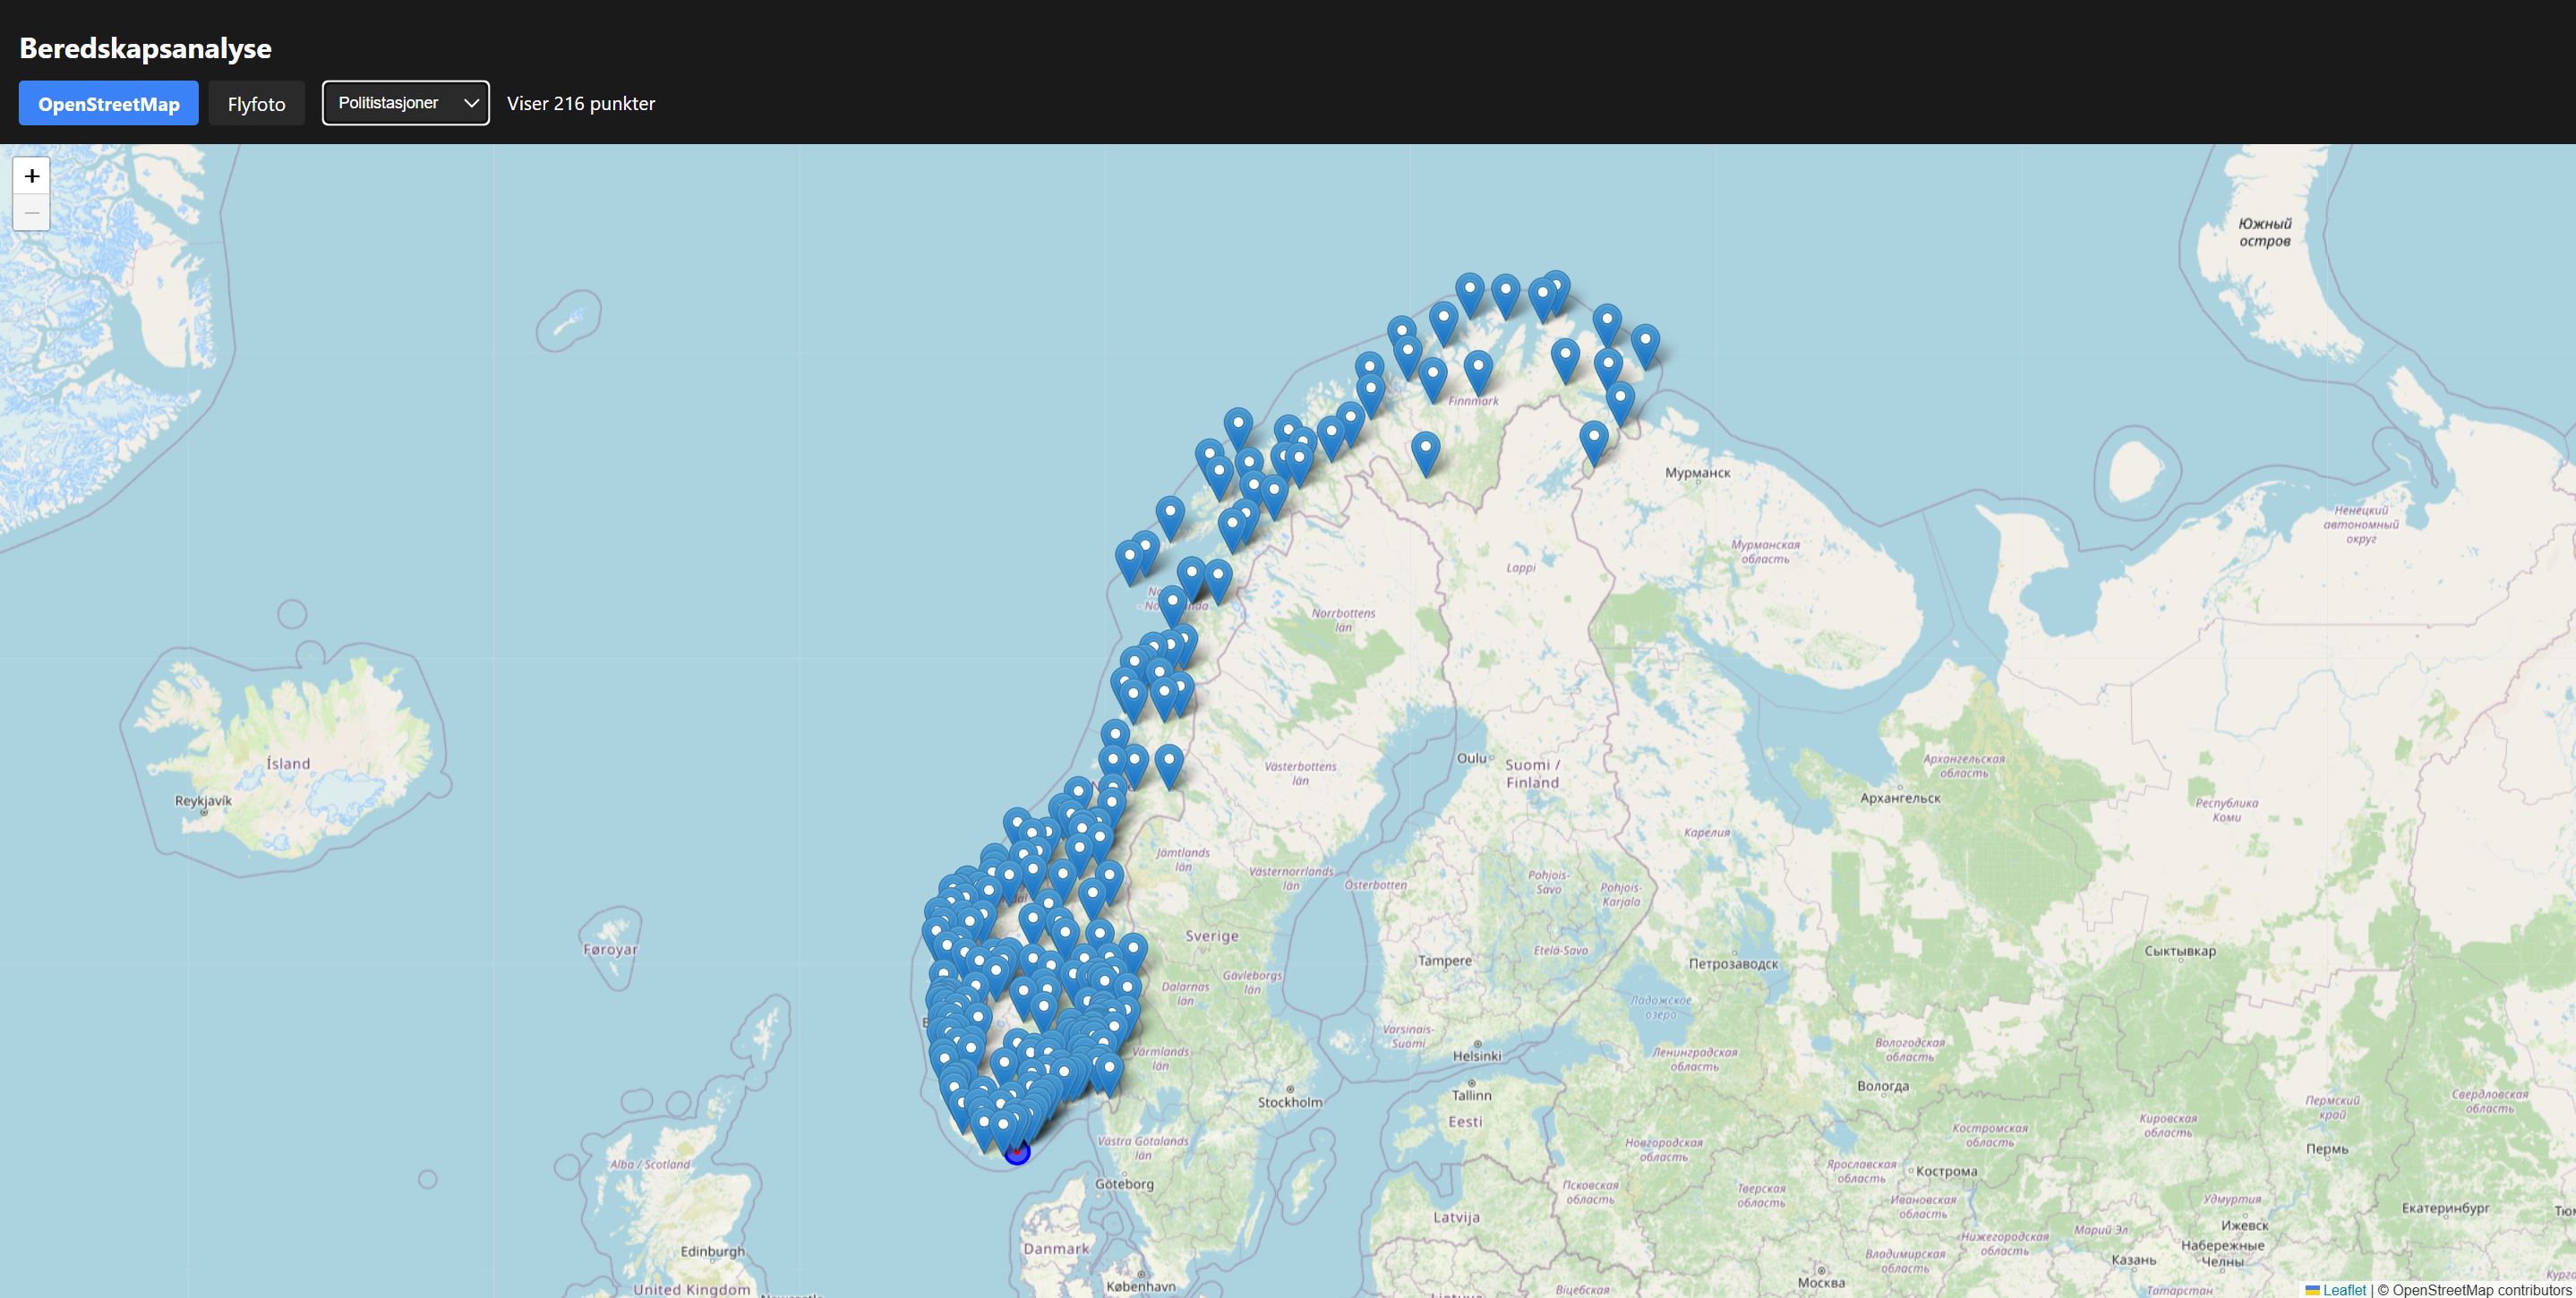 Beredskapsanalyse
OpenStreetMap
Flyfoto
Politistasjoner
Viser 216 punkter
+
−
Южный
остров
Finnmark
Мурманск
Ненецкий
автономный
округ
Мурманская
область
Lappi
Norrbottens
län
Ísland
Reykjavík
Oulu
Suomi /
Finland
Västerbottens
län
Архангельская
область
Архангельск
Республика
Коми
Карелия
Jämtlands
län
Västernorrlands
län
Österbotten
Pohjois-
Savo
Pohjois-
Karjala
Føroyar
Sverige
Gävleborgs
län
Dalarnas
län
Tampere
Etelä-Savo
Петрозаводск
Сыктывкар
Ладожское
озеро
Varsinais-
Suomi
Helsinki
Ленинградская
область
Вологодская
область
Värmlands
län
Вологда
Stockholm
Tallinn
Eesti
Пермский
край
Свердловская
область
Кировская
область
Костромская
область
Новгородская
область
Västra Götalands
län
Пермь
Alba / Scotland
Göteborg
Ярославская
область
Кострома
Псковская
область
Тверская
область
Ивановская
область
Удмуртия
Екатеринбург
Latvija
Ижевск
Марий Эл
Нижегородская
область
Набережные
Челны
Danmark
Edinburgh
Владимирская
область
Казань
København
Москва
United Kingdom
Віцебская
Татарстан
Leaflet | © OpenStreetMap contributors